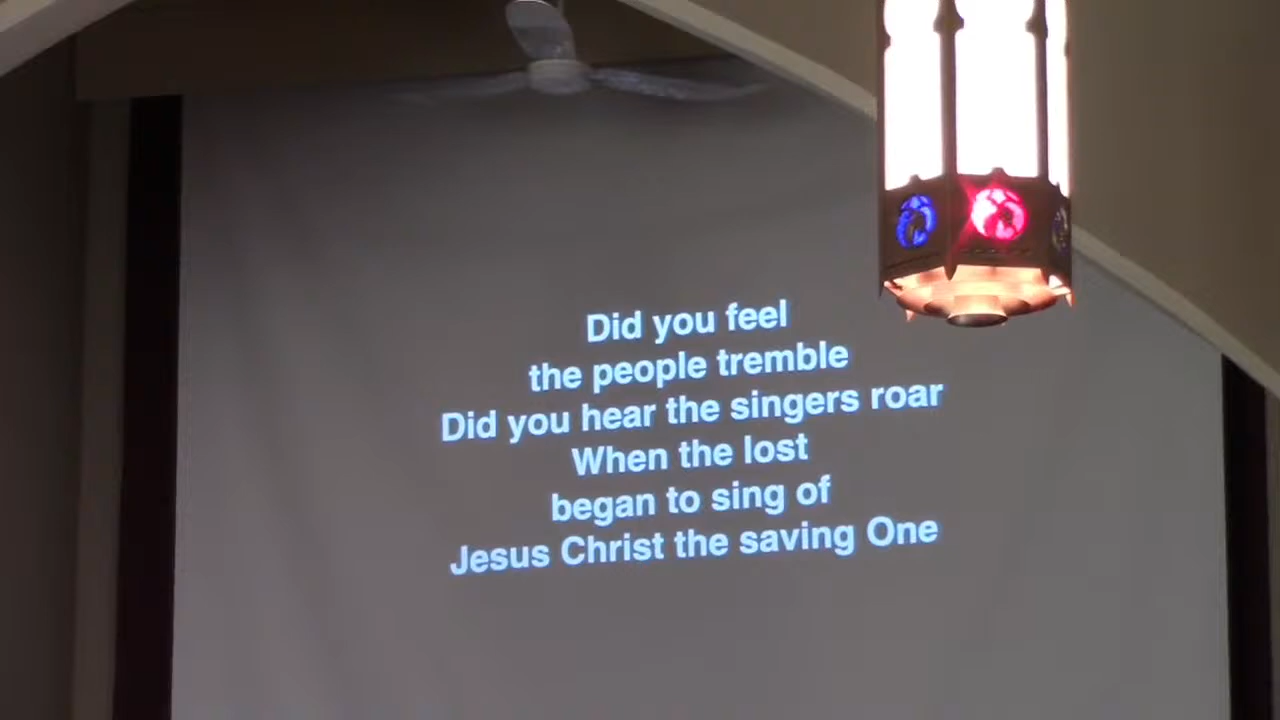 Did you feel
the people tremble
Did you hear the singers roar
When the lost
began to sing of
Jesus Christ the saving One